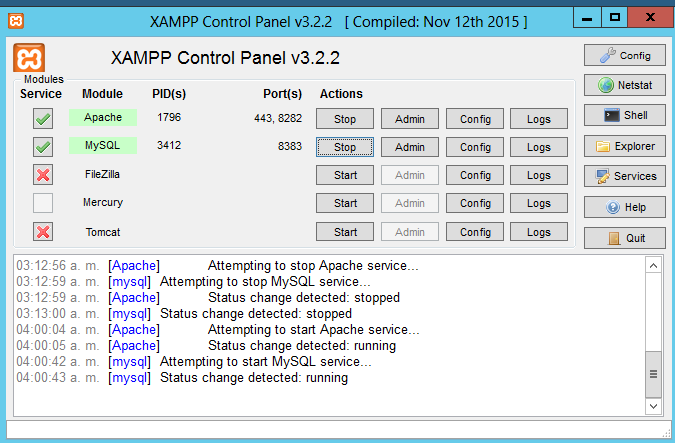 XAMPP Control Panel v3.2.2 [ Compiled: Nov 12th 2015 ]
XAMPP Control Panel v3.2.2
Config
Modules
Service Module PID(s) Port(s) Actions
Netstat
Apache 1796 443, 8282 Stop Admin Config Logs
Shell
MySQL 3412 8383 Stop Admin Config Logs
Explorer
FileZilla Start Admin Config Logs
Services
Mercury Start Admin Config Logs
Help
Tomcat Start Config Logs
Quit
03:12:56 a. m. [Apache] Attempting to stop Apache service...
03:12:59 a. m. [mysql] Attempting to stop MySQL service...
03:12:59 a. m. [Apache] Status change detected: stopped
03:13:00 a. m. [mysql] Status change detected: stopped
04:00:04 a. m. [Apache] Attempting to start Apache service...
04:00:05 a. m. [Apache] Status change detected: running
04:00:42 a. m. [mysql] Attempting to start MySQL service...
04:00:43 a. m. [mysql] Status change detected: running